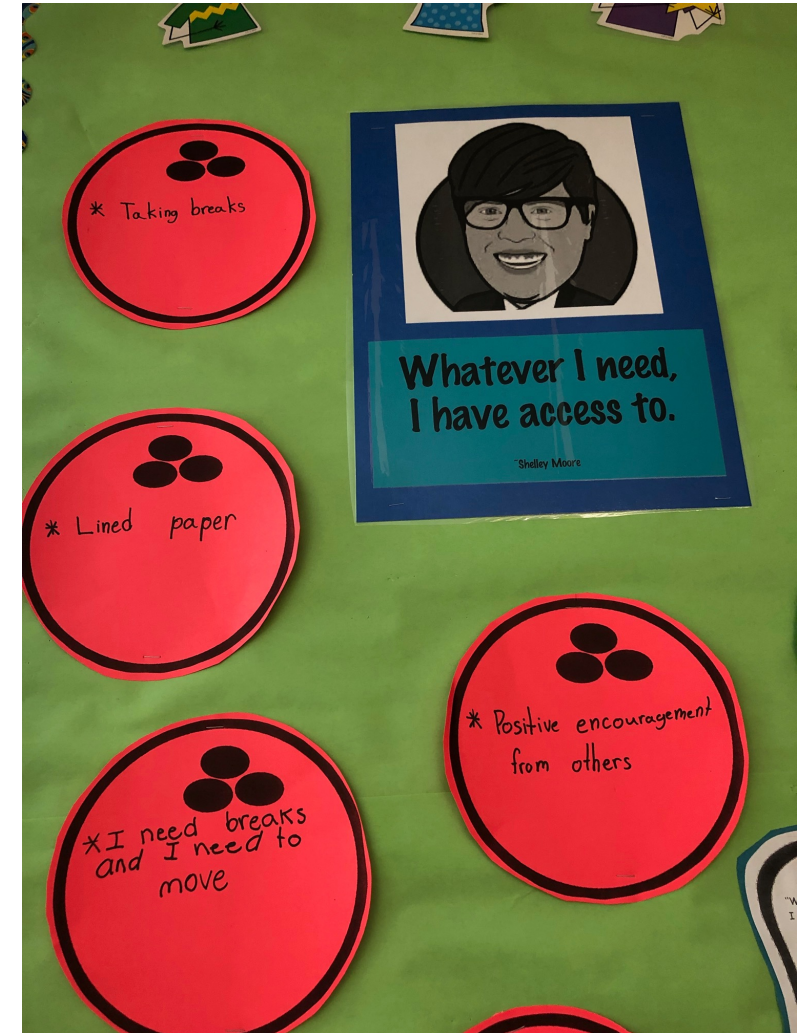 * Taking breaks
Whatever I need,
I have access to.
~Shelley Moore
* Lined paper
* Positive encouragement
from others
* I need breaks
and I need to
move
"W
I